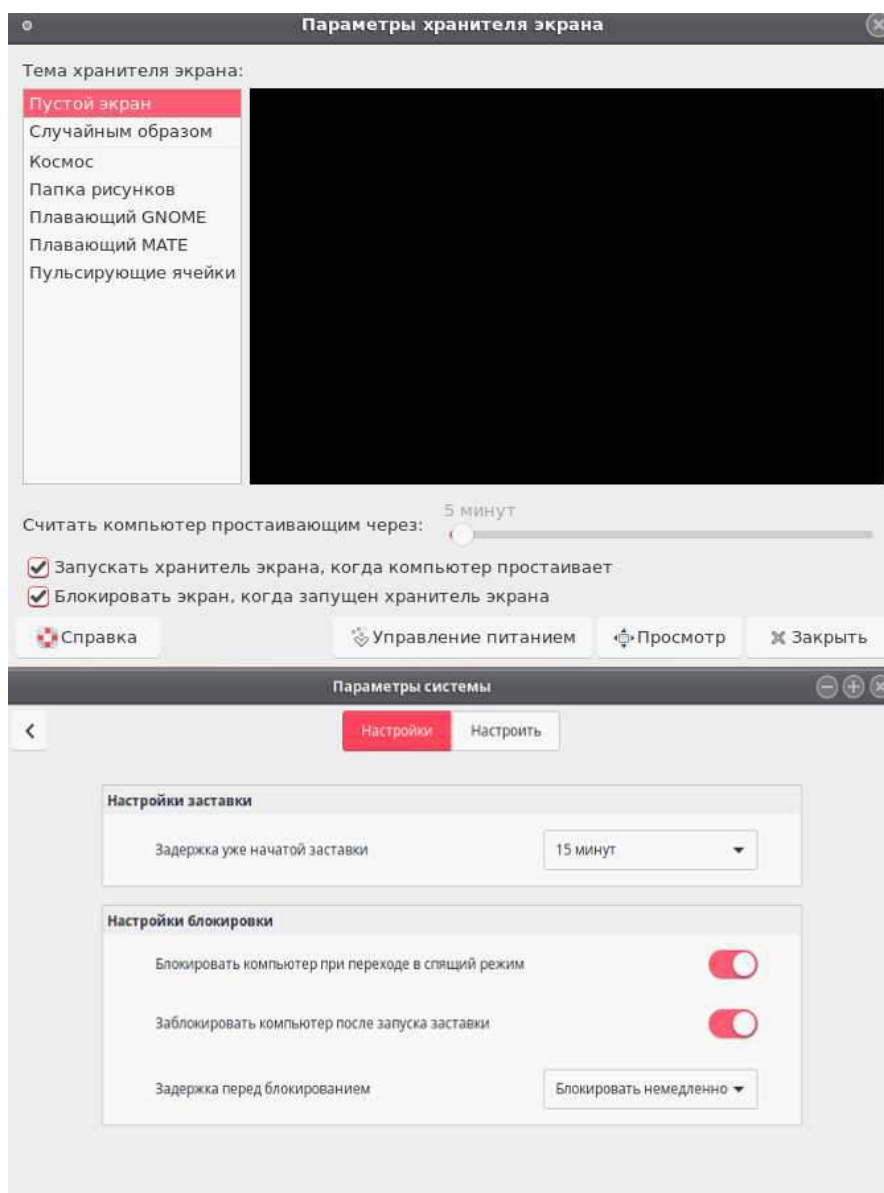 Параметры хранителя экрана
Тема хранителя экрана:
Пустой экран
Случайным образом
Космос
Папка рисунков
Плавающий GNOME
Плавающий MATE
Пульсирующие ячейки
5 минут
Считать компьютер простаивающим через:
Запускать хранитель экрана, когда компьютер простаивает
Блокировать экран, когда запущен хранитель экрана
Справка Управление питанием Просмотр Закрыть
Параметры системы
Настройки Настроить
Настройки заставки
Задержка уже начатой заставки 15 минут
Настройки блокировки
Блокировать компьютер при переходе в спящий режим
Заблокировать компьютер после запуска заставки
Задержка перед блокированием Блокировать немедленно